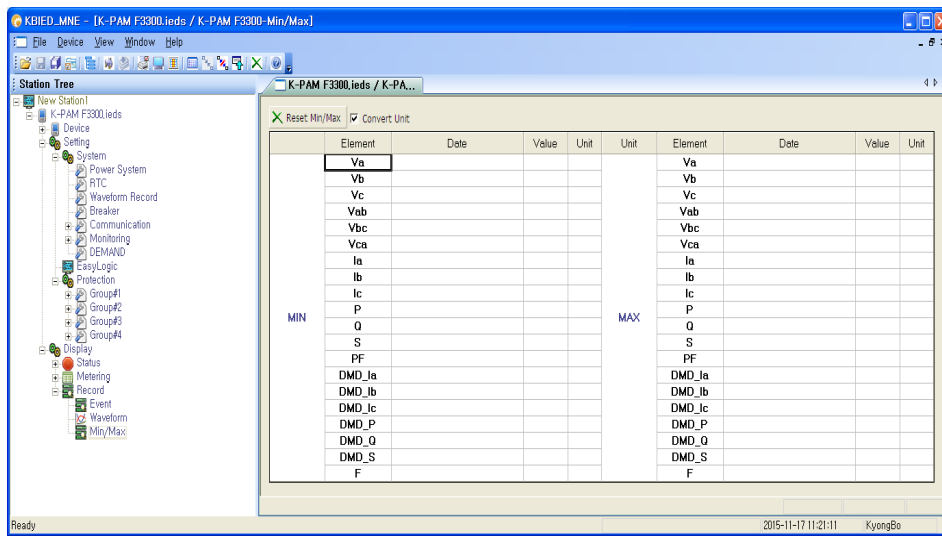 KBIED_MNE - [K-PAM F3300.ieds / K-PAM F3300-Min/Max]
File Device View Window Help
Station Tree
K-PAM F3300.ieds / K-PA...
New Station1
K-PAM F3300.ieds
Device
Setting
System
Power System
RTC
Waveform Record
Breaker
Communication
Monitoring
DEMAND
EasyLogic
Protection
Group#1
Group#2
Group#3
Group#4
Display
Status
Metering
Record
Event
Waveform
Min/Max
Reset Min/Max Convert Unit
Element Date Value Unit Unit Element Date Value Unit
Va Va
Vb Vb
Vc Vc
Vab Vab
Vbc Vbc
Vca Vca
Ia Ia
Ib Ib
Ic Ic
MIN P MAX P
Q Q
S S
PF PF
DMD_Ia DMD_Ia
DMD_Ib DMD_Ib
DMD_Ic DMD_Ic
DMD_P DMD_P
DMD_Q DMD_Q
DMD_S DMD_S
F F
Ready 2015-11-17 11:21:11 KyongBo